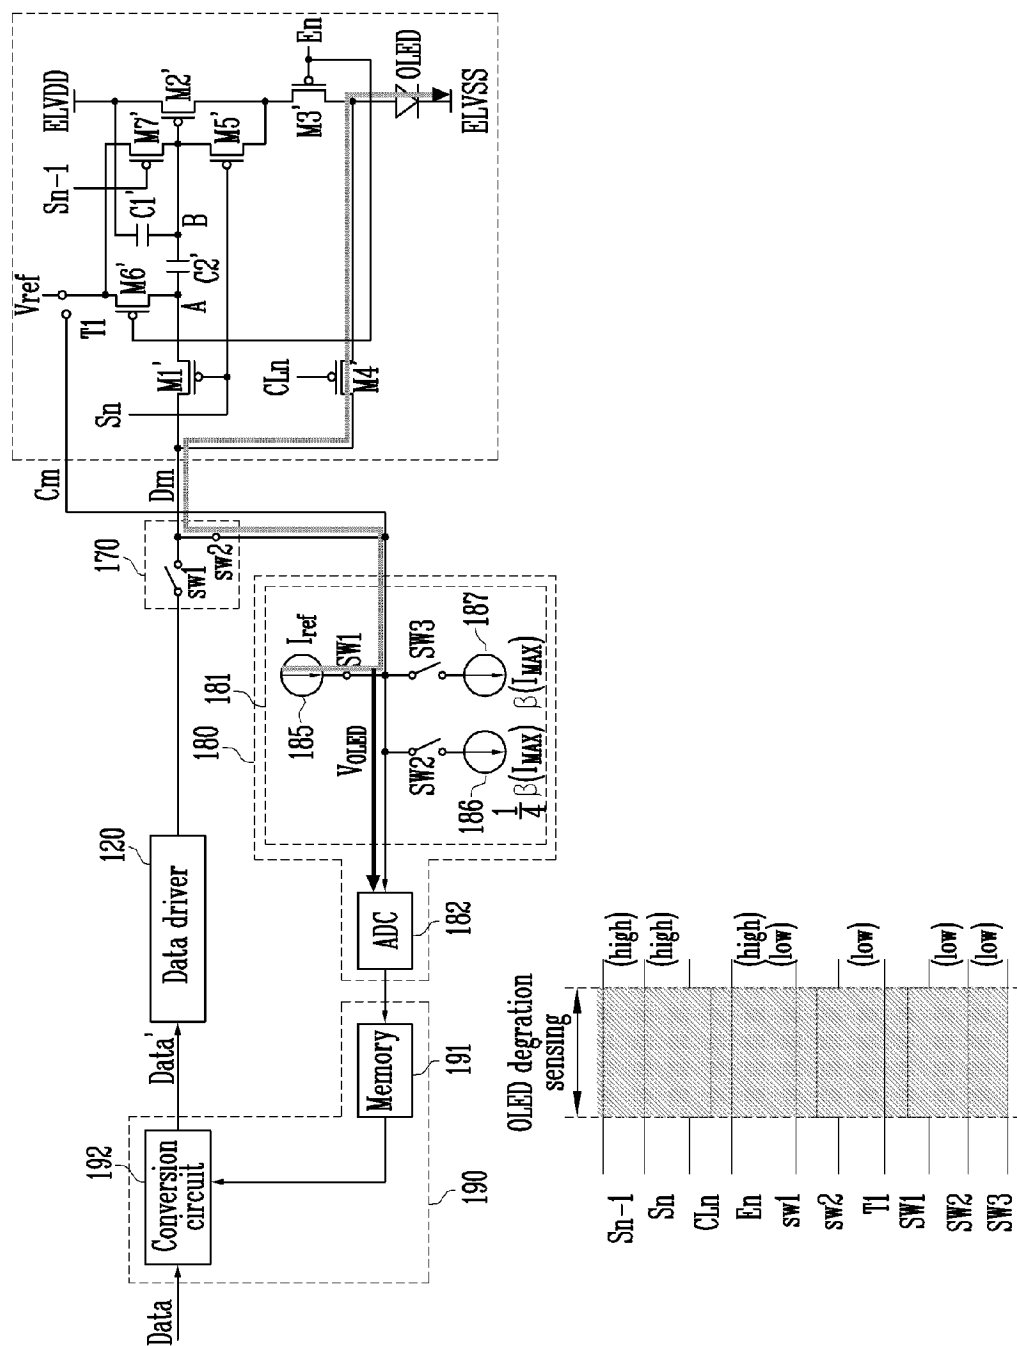 Data
192
Conversion
circuit
Data'
120
Data driver
190
Memory
191
ADC
182
180
181
185
Iref
SW1
VOLED
SW2
SW3
186
187
1/4 β(IMAX)
β(IMAX)
170
sw1
sw2
Dm
Cm
Vref
T1
M6'
A
C2'
B
C1'
M1'
Sn
Sn-1
M7'
M2'
M5'
ELVDD
CLn
M4'
M3'
En
OLED
ELVSS
OLED degration
sensing
Sn-1 (high)
Sn (high)
CLn
En (high)
sw1 (low)
sw2
T1 (low)
SW1
SW2 (low)
SW3 (low)